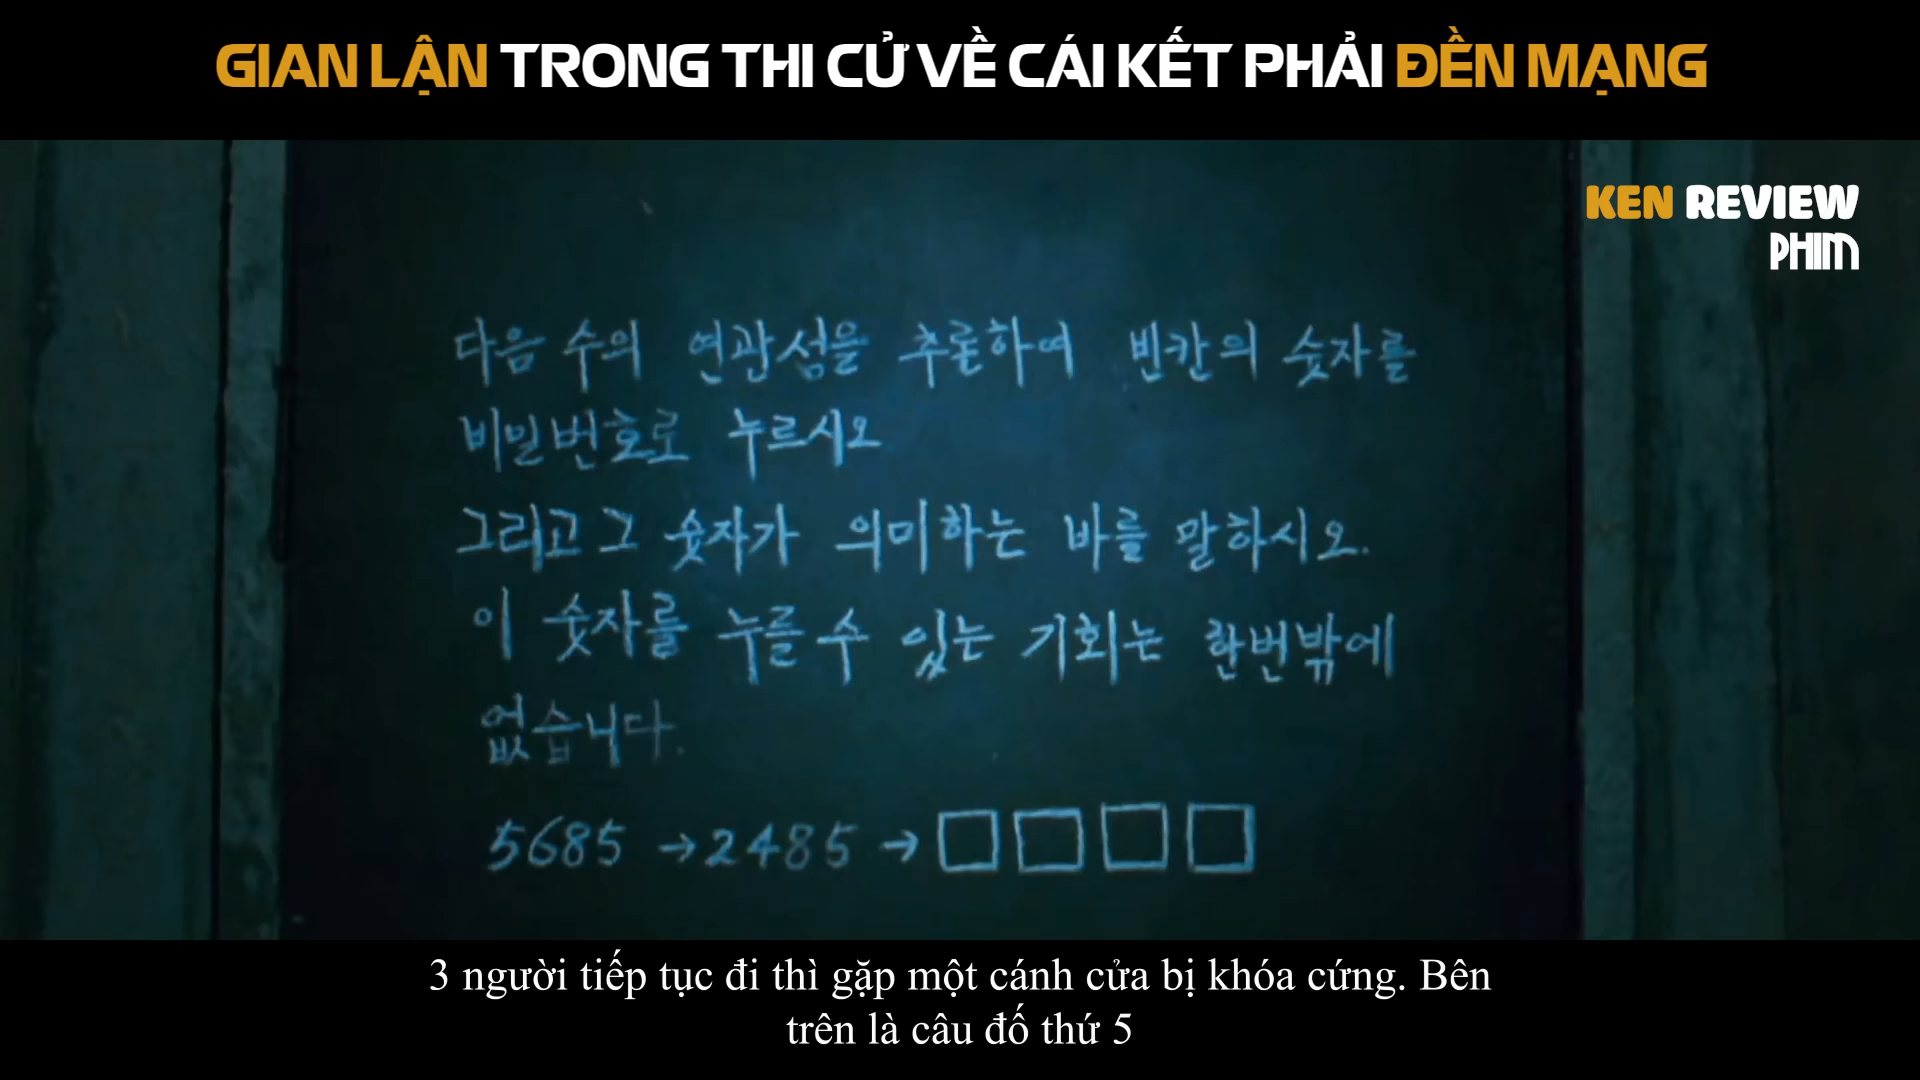 GIAN LẬN TRONG THI CỬ VỀ CÁI KẾT PHẢI ĐỀN MẠNG
KEN REVIEW
PHIM
다음 수의 연관성을 추론하여 빈칸의 숫자를
비밀번호로 누르시오
그리고 그 숫자가 의미하는 바를 말하시오.
이 숫자를 누를 수 있는 기회는 한번밖에
없습니다.
5685 → 2485 → □ □ □ □
3 người tiếp tục đi thì gặp một cánh cửa bị khóa cứng. Bên
trên là câu đố thứ 5